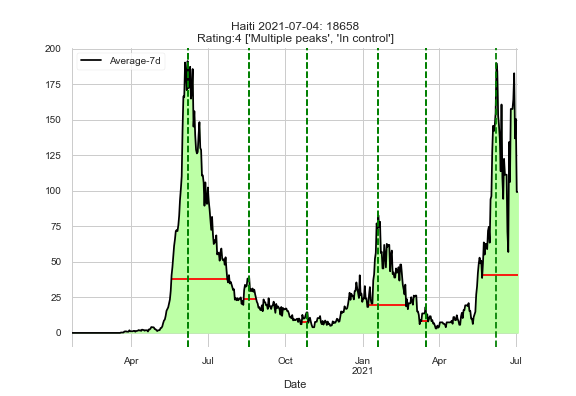 Haiti 2021-07-04: 18658
Rating:4 ['Multiple peaks', 'In control']
Average-7d
200
175
150
125
100
75
50
25
0
Apr Jul Oct Jan Apr Jul
2021
Date